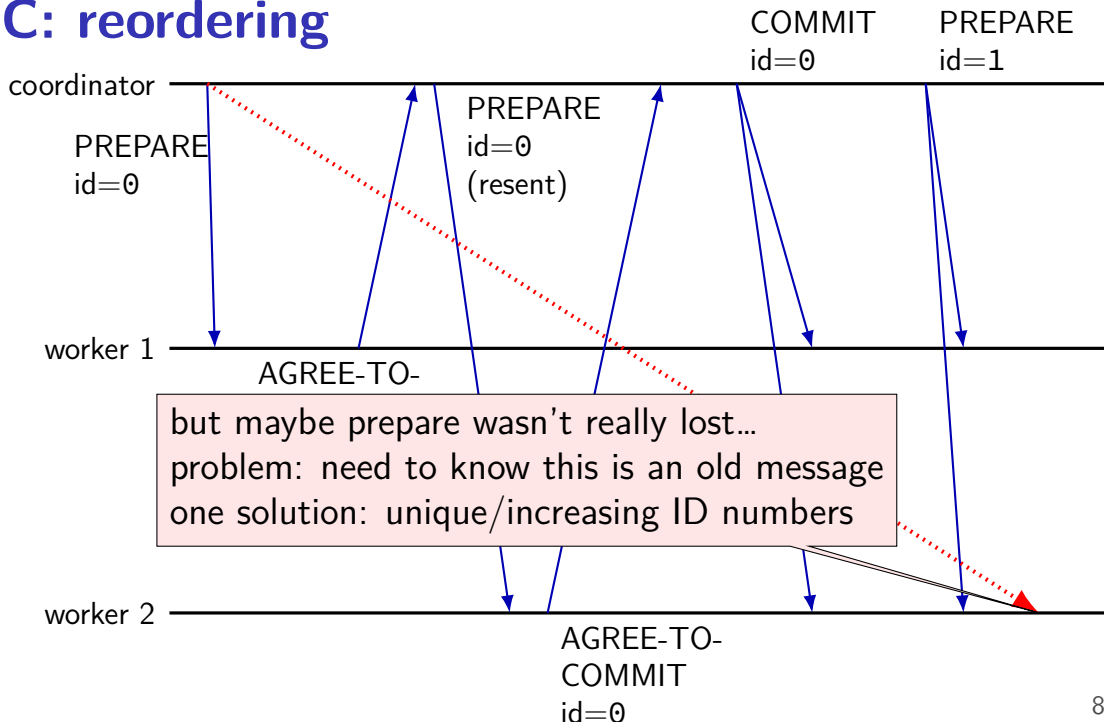 C: reordering
COMMIT
id=0
PREPARE
id=1
coordinator
PREPARE
id=0
PREPARE
id=0
(resent)
worker 1
AGREE-TO-
but maybe prepare wasn't really lost…
problem: need to know this is an old message
one solution: unique/increasing ID numbers
worker 2
AGREE-TO-
COMMIT
id=0
8